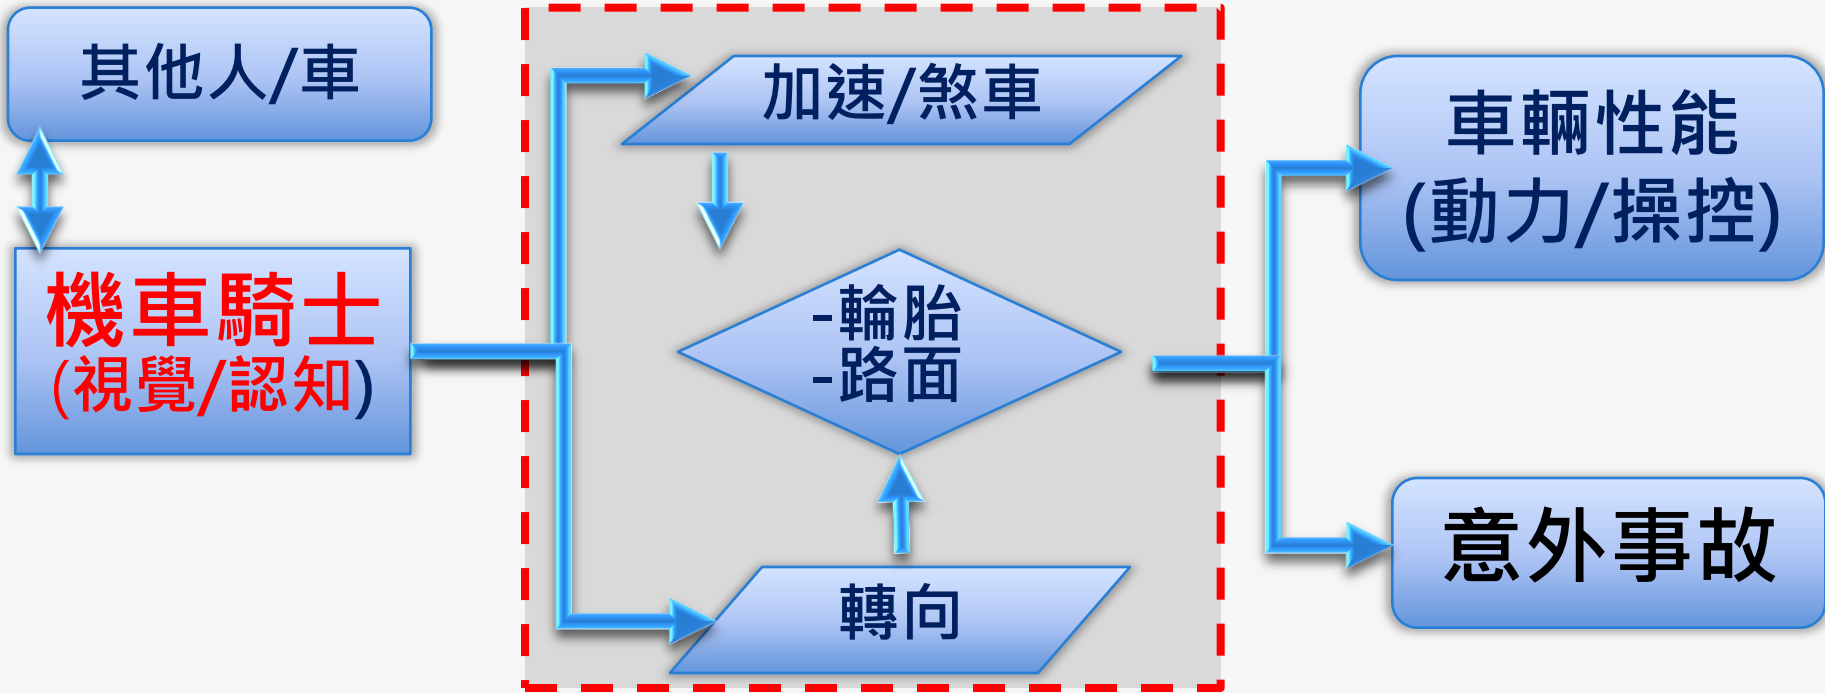 其他人/車
機車騎士
(視覺/認知)
加速/煞車
-輪胎
-路面
轉向
車輛性能
(動力/操控)
意外事故